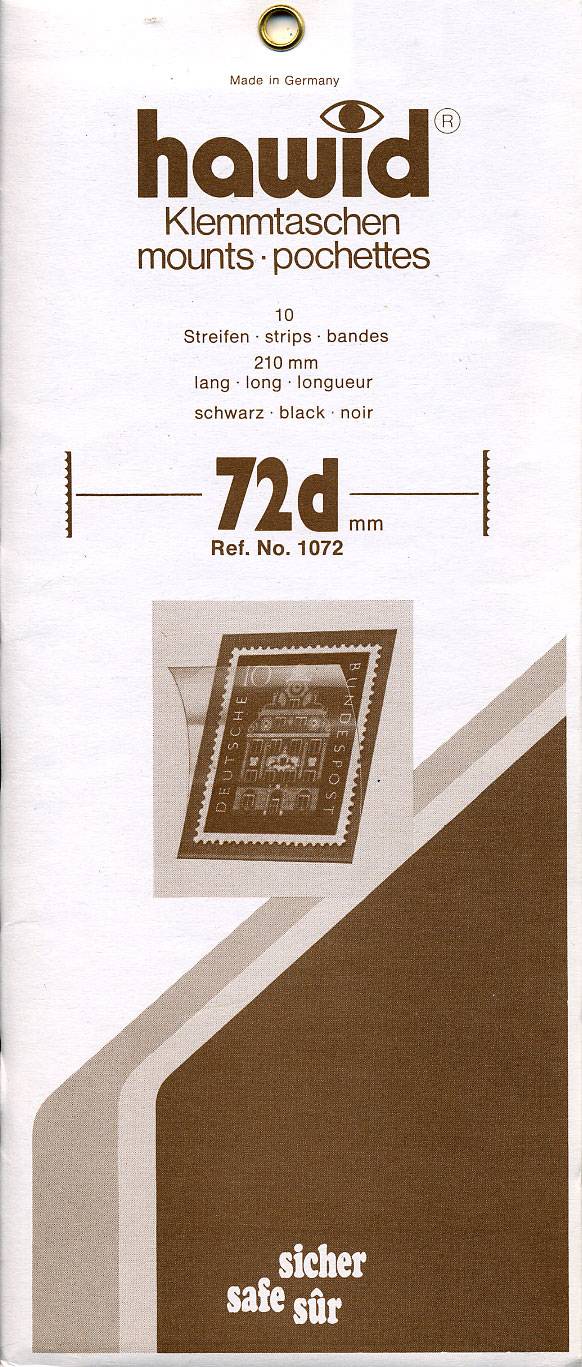 Made in Germany
hawid ®
Klemmtaschen
mounts · pochettes
10
Streifen · strips · bandes
210 mm
lang · long · longueur
schwarz · black · noir
72d mm
Ref. No. 1072
10
DEUTSCHE
BUNDESPOST
sicher
safe sûr